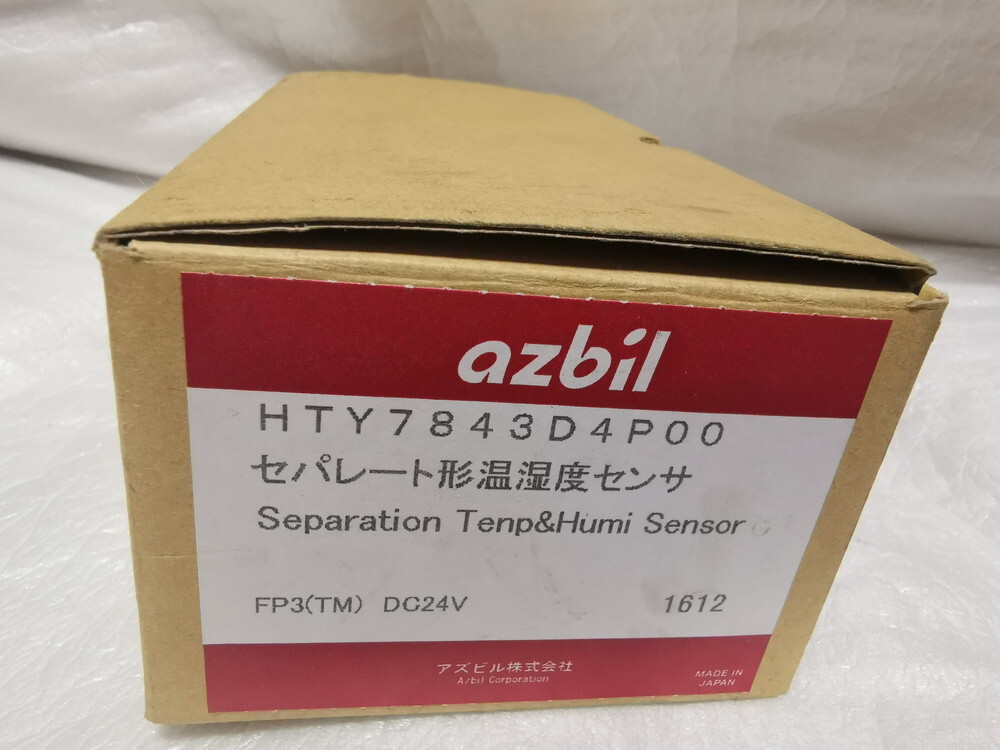 azbil
HTY7843D4P00
セパレート形温湿度センサ
Separation Tenp&Humi Sensor
FP3(TM) DC24V 1612
アズビル株式会社
Azbil Corporation
MADE IN
JAPAN